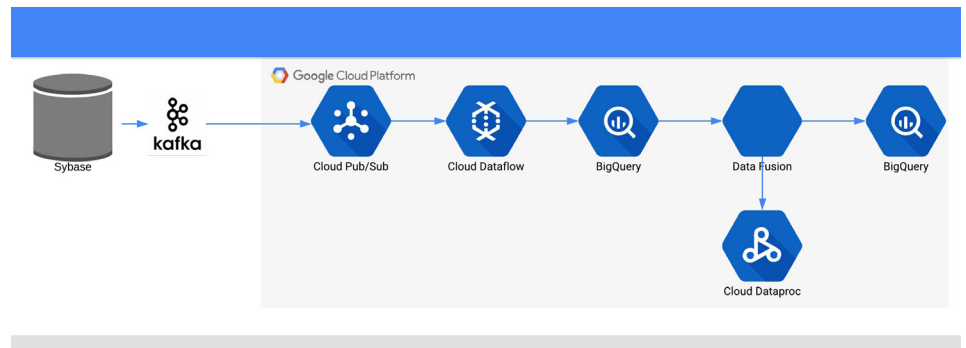 Google Cloud Platform
kafka
Sybase
Cloud Pub/Sub
Cloud Dataflow
BigQuery
Data Fusion
BigQuery
Cloud Dataproc